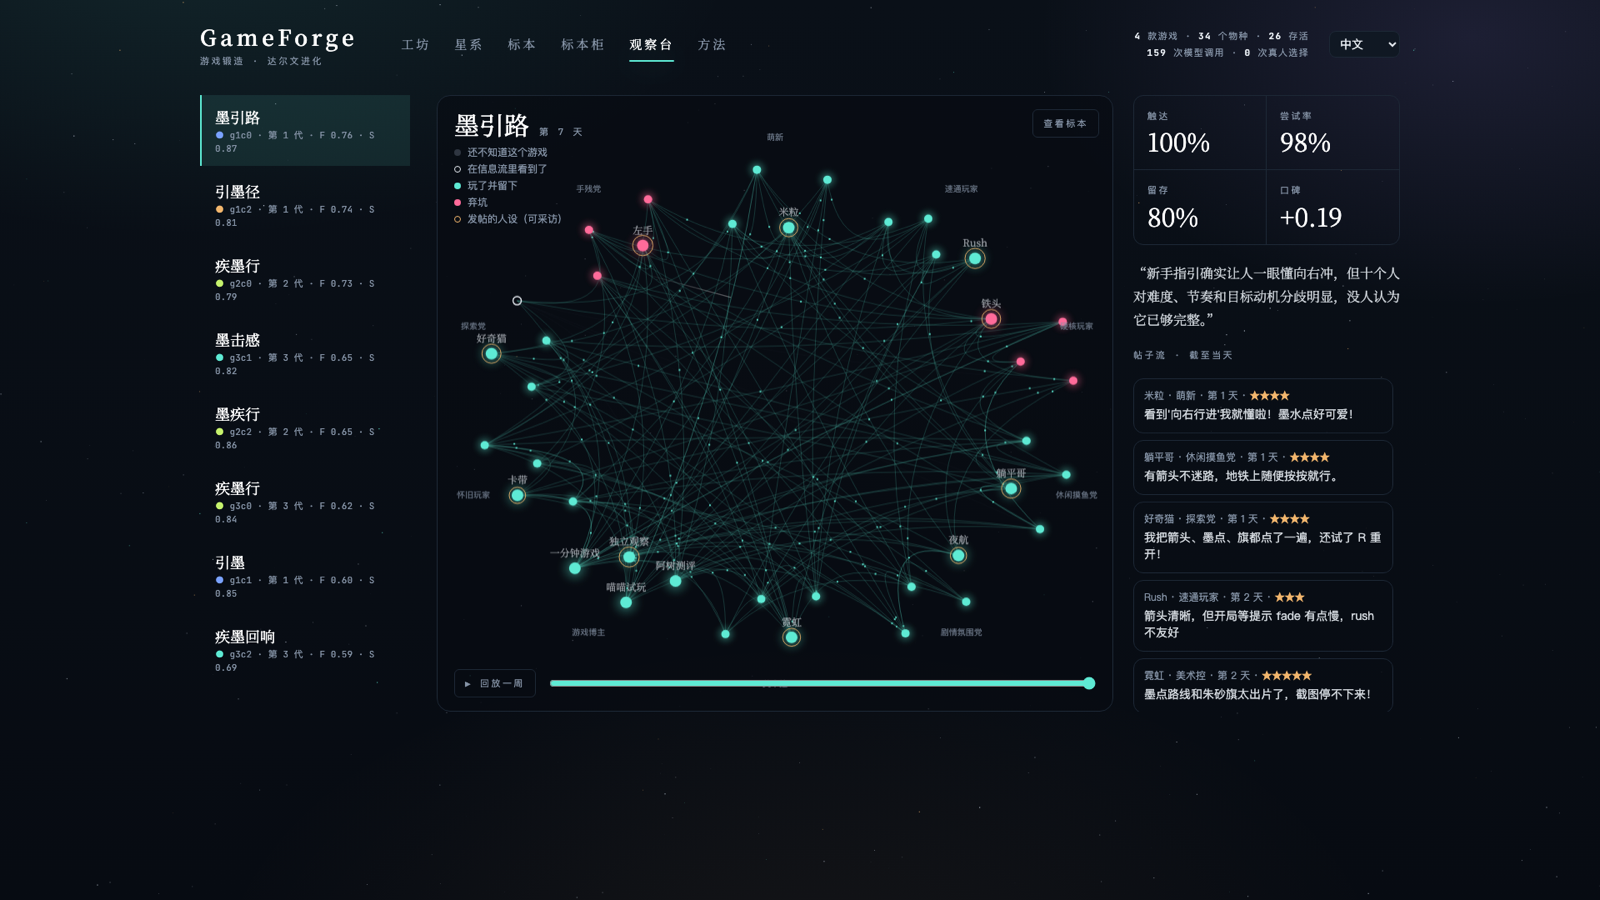 GameForge
游戏锻造 · 达尔文进化
工坊
星系
标本
标本柜
观察台
方法
4 款游戏 · 34 个物种 · 26 存活
159 次模型调用 · 0 次真人选择
中文
墨引路
g1c0 · 第 1 代 · F 0.76 · S
0.87
引墨径
g1c2 · 第 1 代 · F 0.74 · S
0.81
疾墨行
g2c0 · 第 2 代 · F 0.73 · S
0.79
墨击感
g3c1 · 第 3 代 · F 0.65 · S
0.82
墨疾行
g2c2 · 第 2 代 · F 0.65 · S
0.86
疾墨行
g3c0 · 第 3 代 · F 0.62 · S
0.84
引墨
g1c1 · 第 1 代 · F 0.60 · S
0.85
疾墨回响
g3c2 · 第 3 代 · F 0.59 · S
0.69
墨引路 第 7 天
查看标本
还不知道这个游戏
在信息流里看到了
玩了并留下
弃坑
发帖的人设（可采访）
萌新
手残党
速通玩家
米粒
左手
Rush
铁头
硬核玩家
探索党
好奇猫
卡带
怀旧玩家
躺平哥
休闲摸鱼党
独立观察
一分钟游戏
阿树测评
喵喵试玩
夜航
霓虹
游戏博主
剧情氛围党
▶ 回放一周
触达
100%
尝试率
98%
留存
80%
口碑
+0.19
“新手指引确实让人一眼懂向右冲，但十个人
对难度、节奏和目标动机分歧明显，没人认为
它已够完整。”
帖子流 · 截至当天
米粒 · 萌新 · 第 1 天 · ★★★★
看到'向右行进'我就懂啦！墨水点好可爱！
躺平哥 · 休闲摸鱼党 · 第 1 天 · ★★★★
有箭头不迷路，地铁上随便按按就行。
好奇猫 · 探索党 · 第 1 天 · ★★★★
我把箭头、墨点、旗都点了一遍，还试了 R 重
开！
Rush · 速通玩家 · 第 2 天 · ★★★
箭头清晰，但开局等提示 fade 有点慢，rush
不友好
霓虹 · 美术控 · 第 2 天 · ★★★★★
墨点路线和朱砂旗太出片了，截图停不下来！